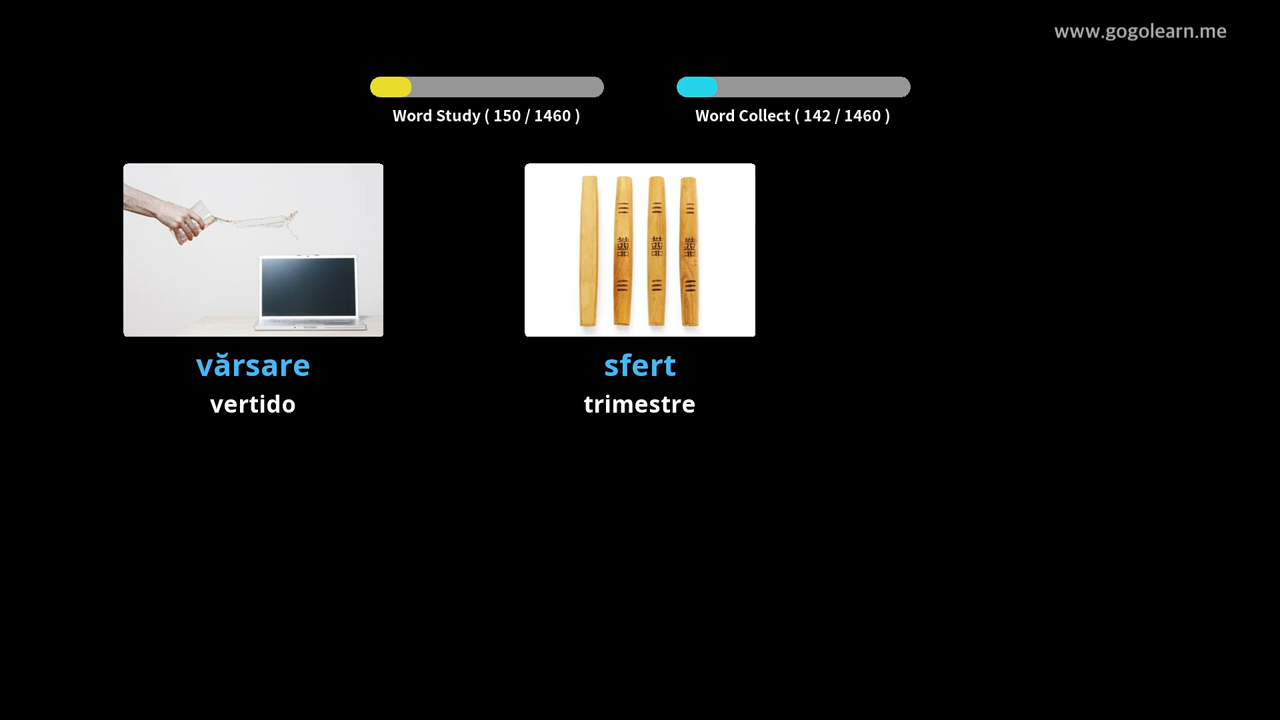 www.gogolearn.me
Word Study ( 150 / 1460 )
Word Collect ( 142 / 1460 )
vărsare
sfert
vertido
trimestre